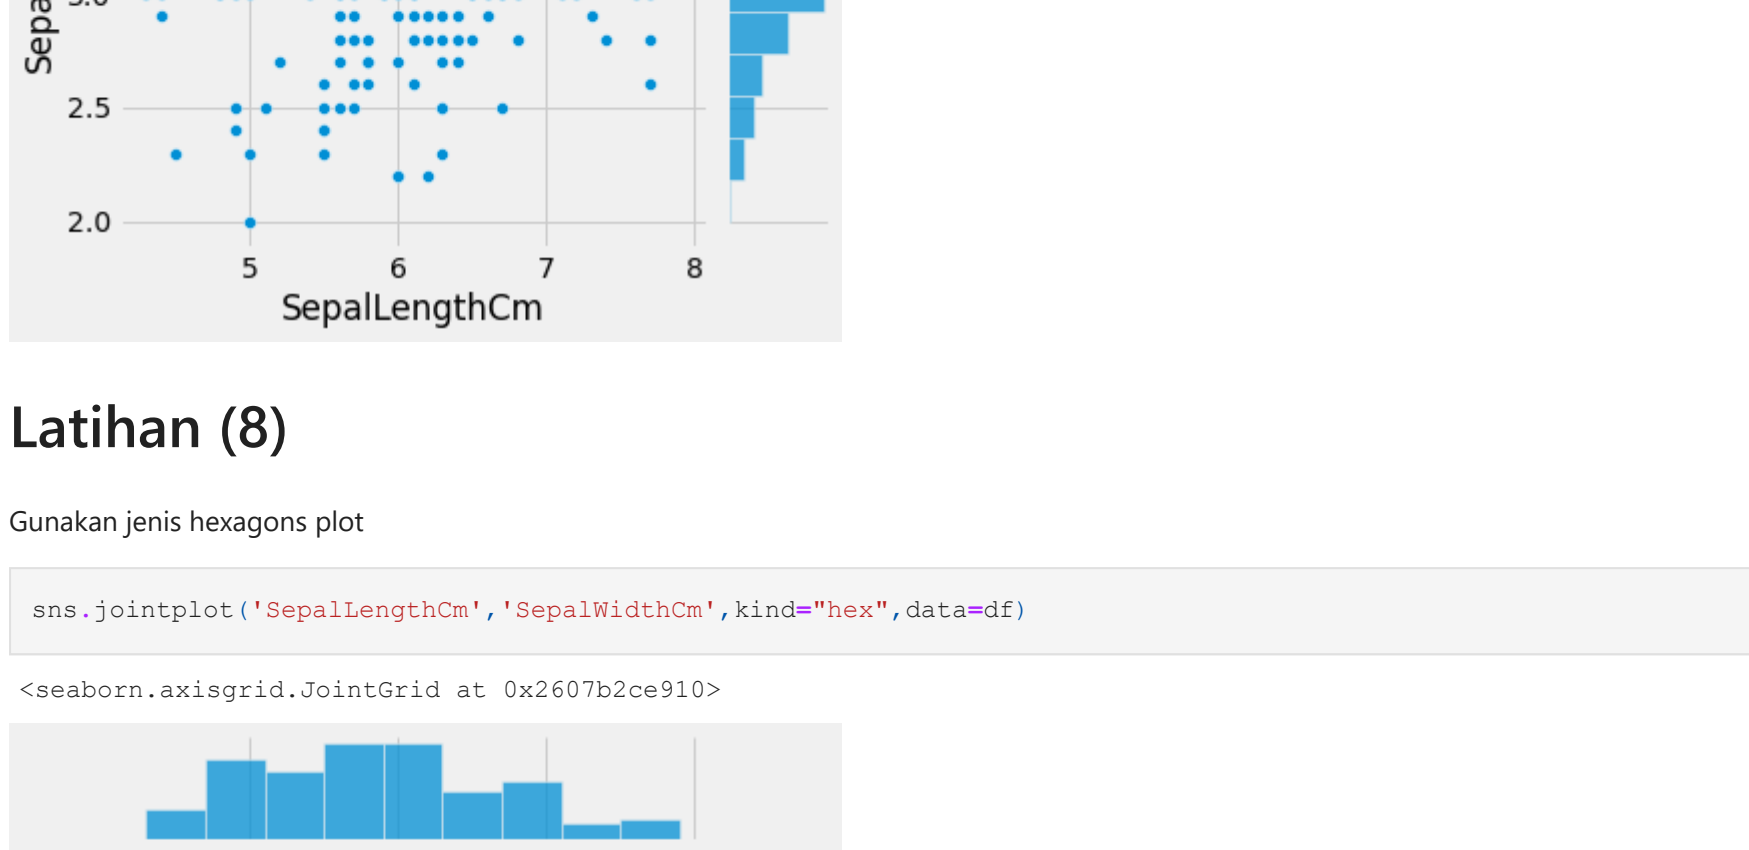 Sepa
2.5
2.0
5 6 7 8
SepalLengthCm
Latihan (8)
Gunakan jenis hexagons plot
sns.jointplot('SepalLengthCm','SepalWidthCm',kind="hex",data=df)
<seaborn.axisgrid.JointGrid at 0x2607b2ce910>